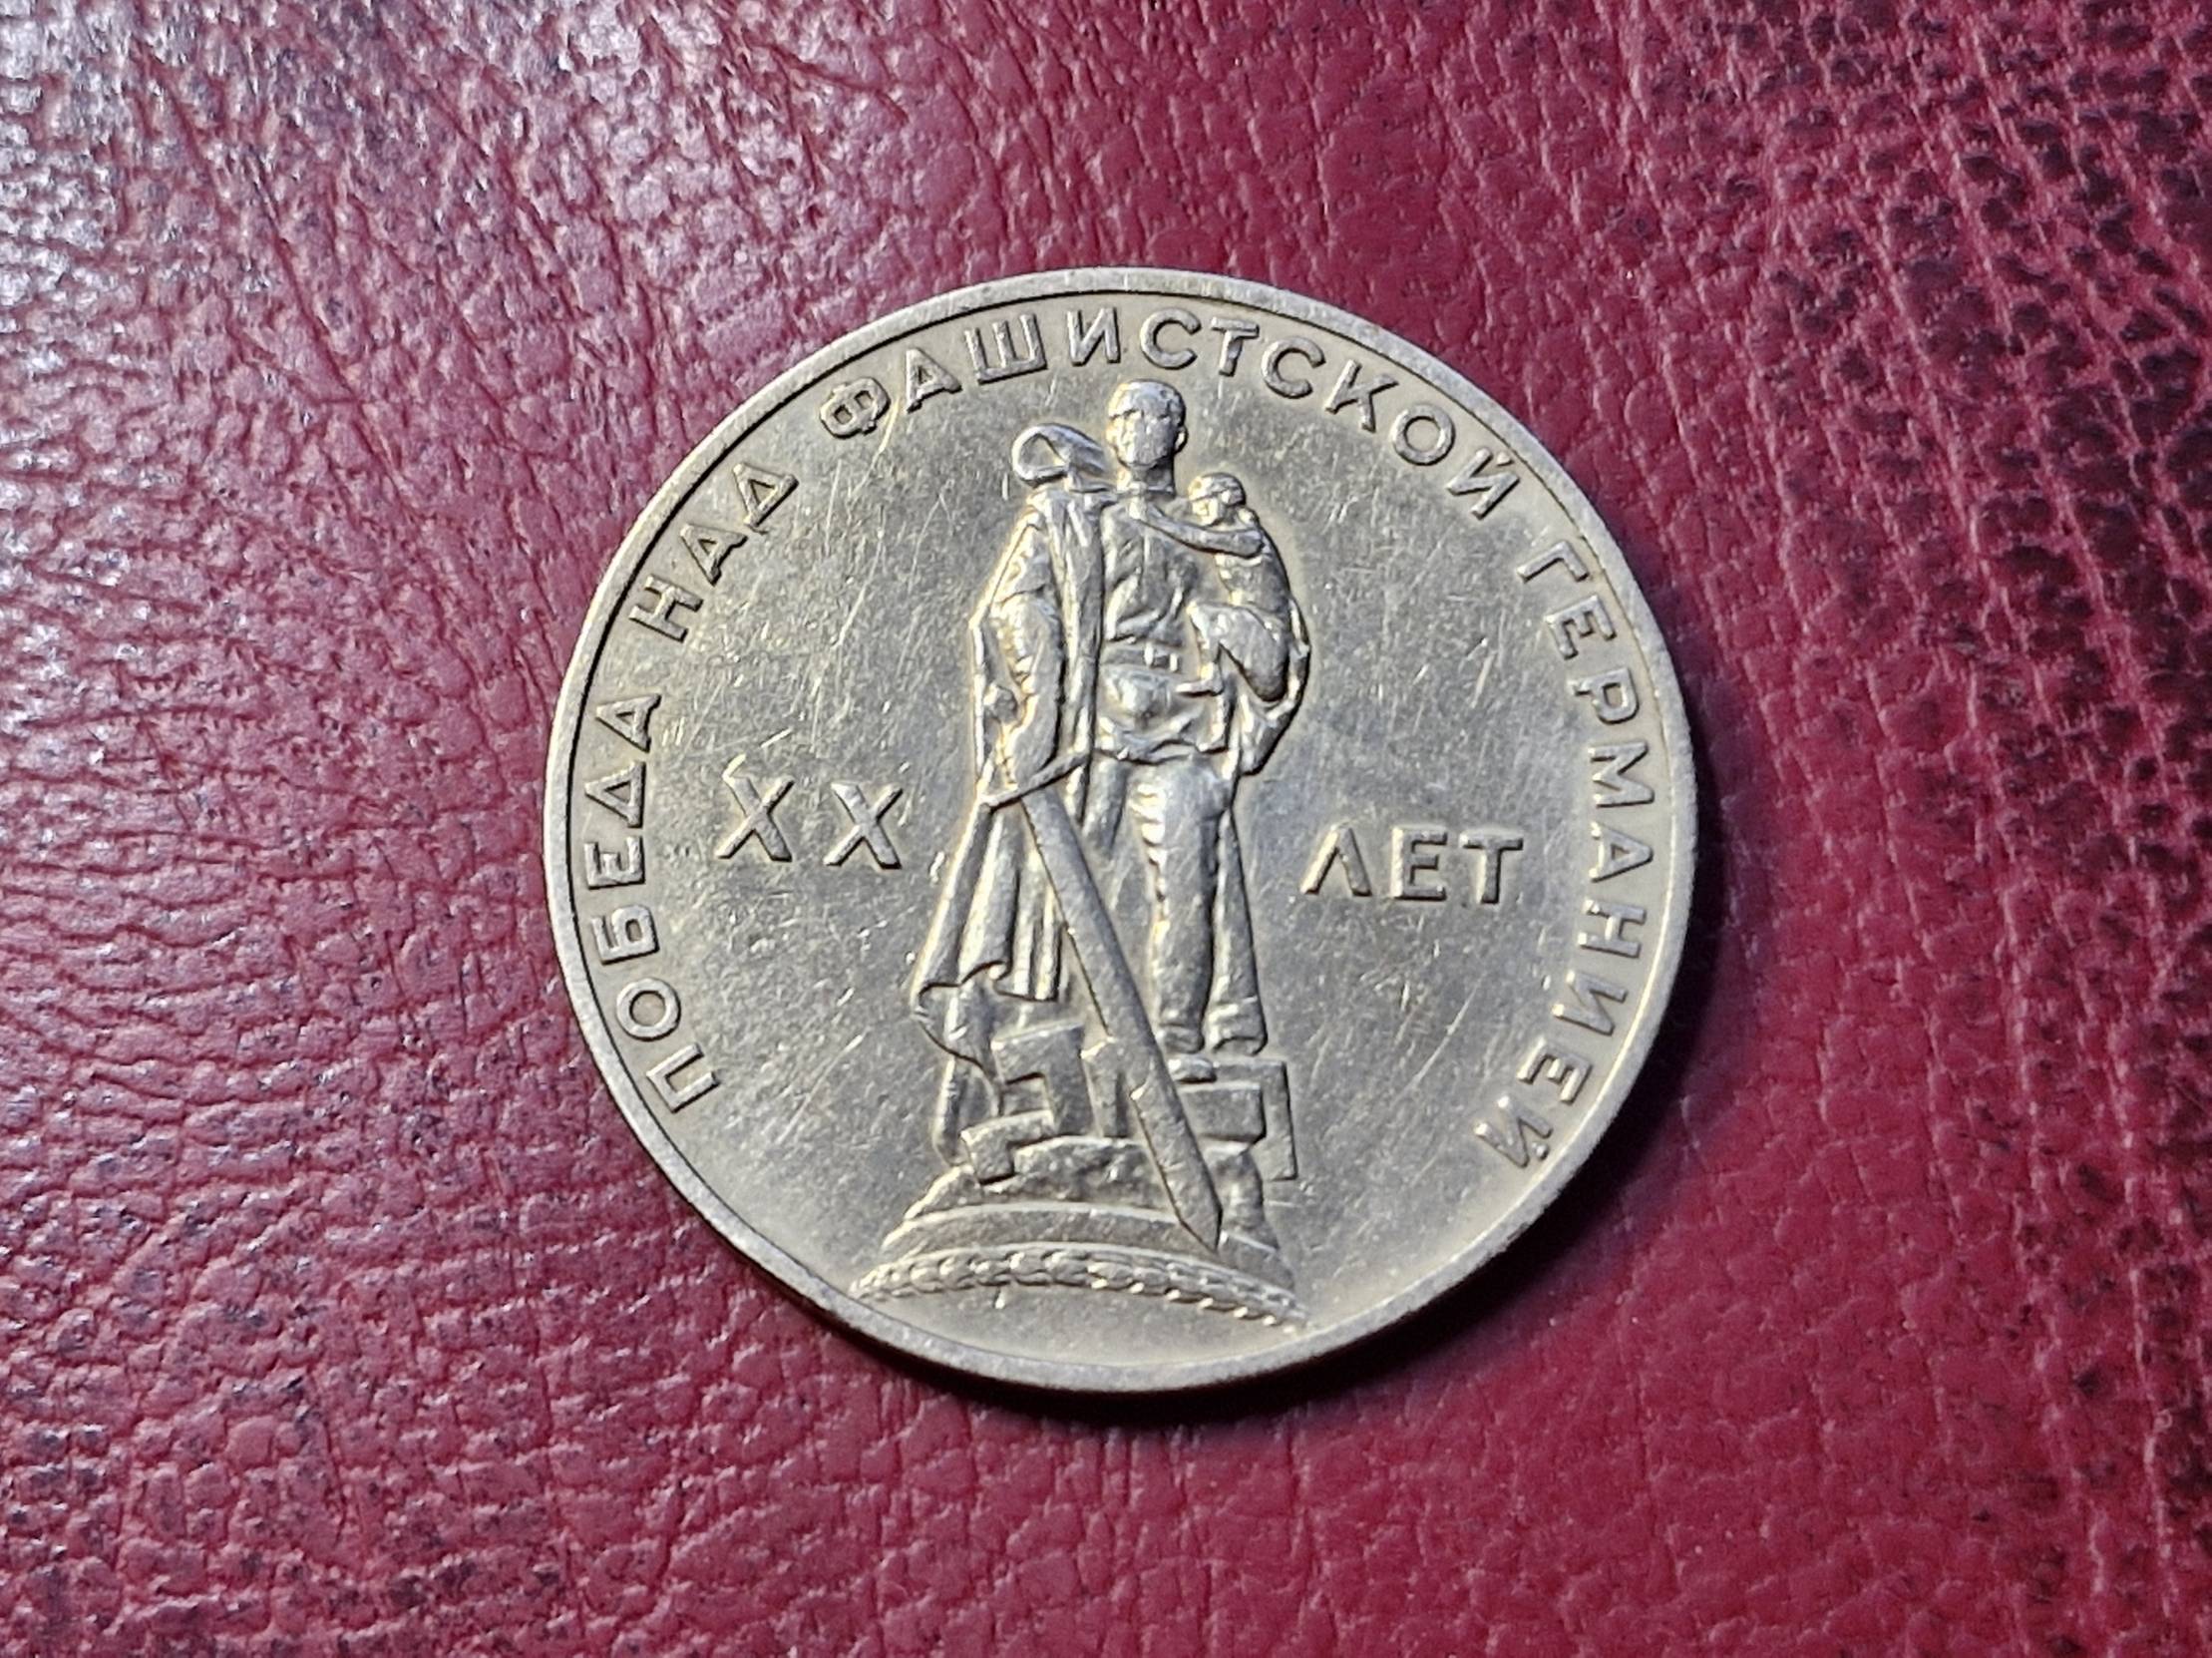 ПОБЕДА НАД ФАШИСТСКОЙ ГЕРМАНИЕЙ
XX ЛЕТ